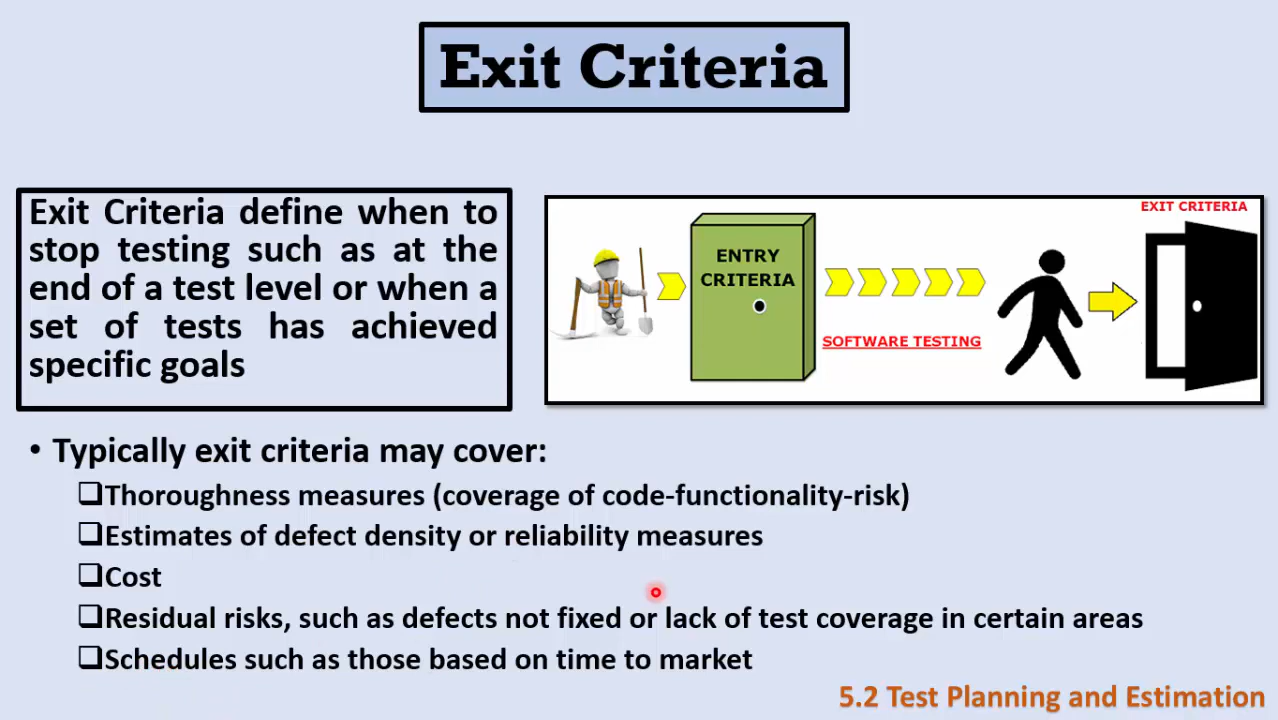 Exit Criteria
Exit Criteria define when to
stop testing such as at the
end of a test level or when a
set of tests has achieved
specific goals
ENTRY
CRITERIA
SOFTWARE TESTING
EXIT CRITERIA
• Typically exit criteria may cover:
❑Thoroughness measures (coverage of code-functionality-risk)
❑Estimates of defect density or reliability measures
❑Cost
❑Residual risks, such as defects not fixed or lack of test coverage in certain areas
❑Schedules such as those based on time to market
5.2 Test Planning and Estimation